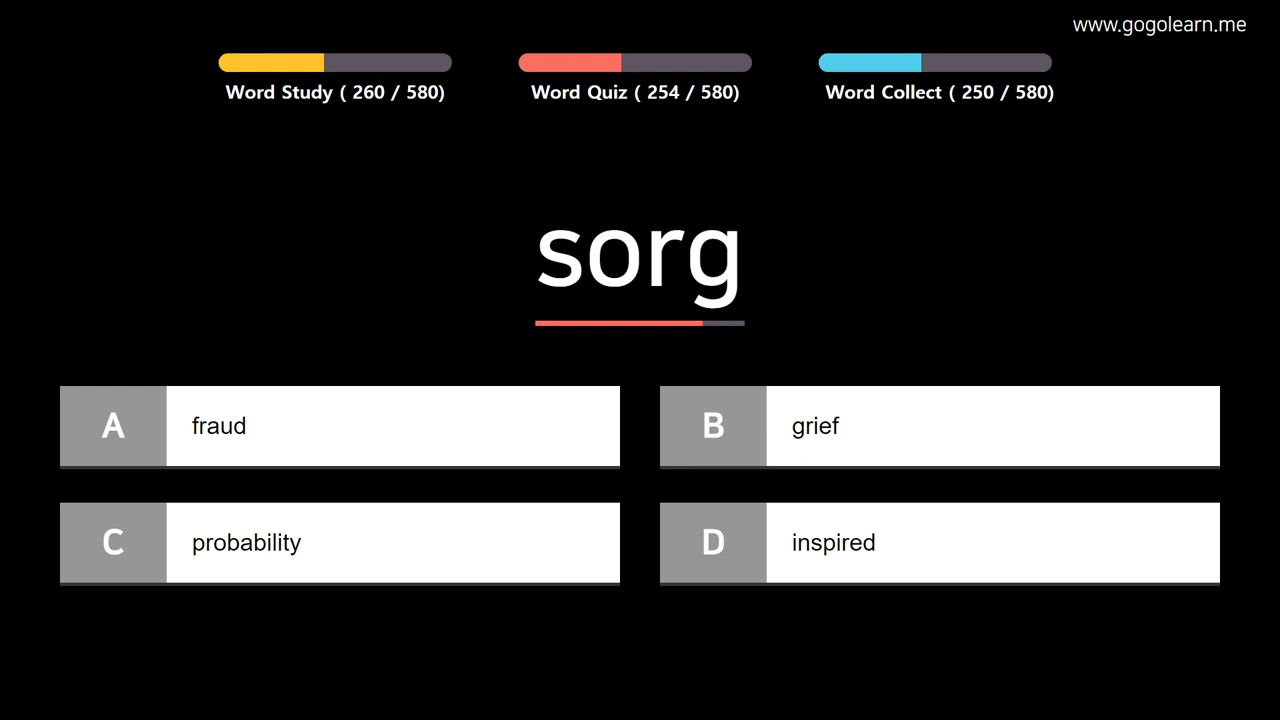 www.gogolearn.me
Word Study ( 260 / 580)
Word Quiz ( 254 / 580)
Word Collect ( 250 / 580)
sorg
A fraud
B grief
C probability
D inspired